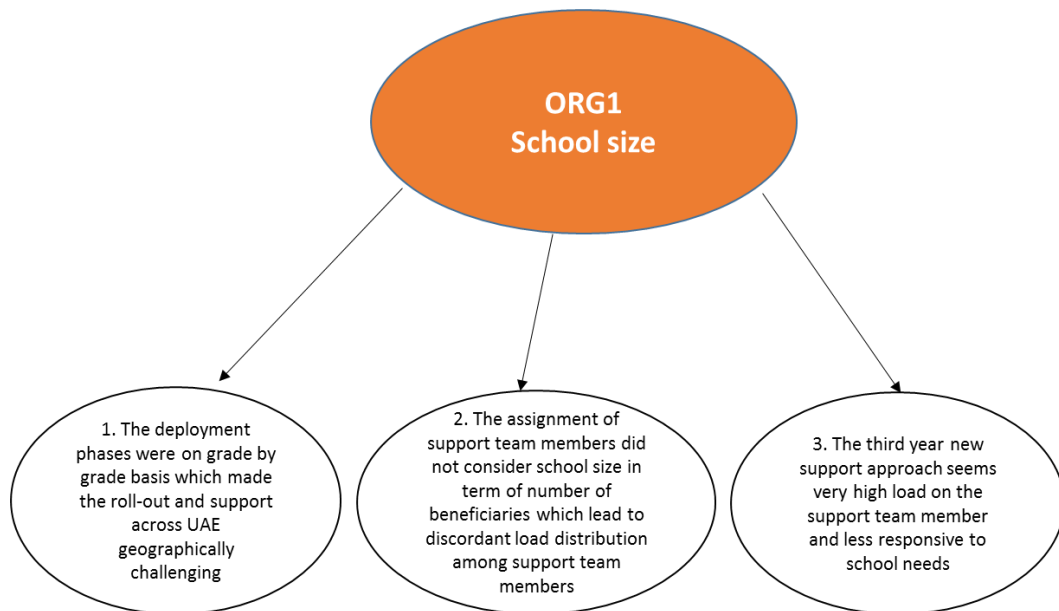 ORG1
School size
1. The deployment
phases were on grade by
grade basis which made
the roll-out and support
across UAE
geographically
challenging
2. The assignment of
support team members did
not consider school size in
term of number of
beneficiaries which lead to
discordant load distribution
among support team
members
3. The third year new
support approach seems
very high load on the
support team member
and less responsive to
school needs